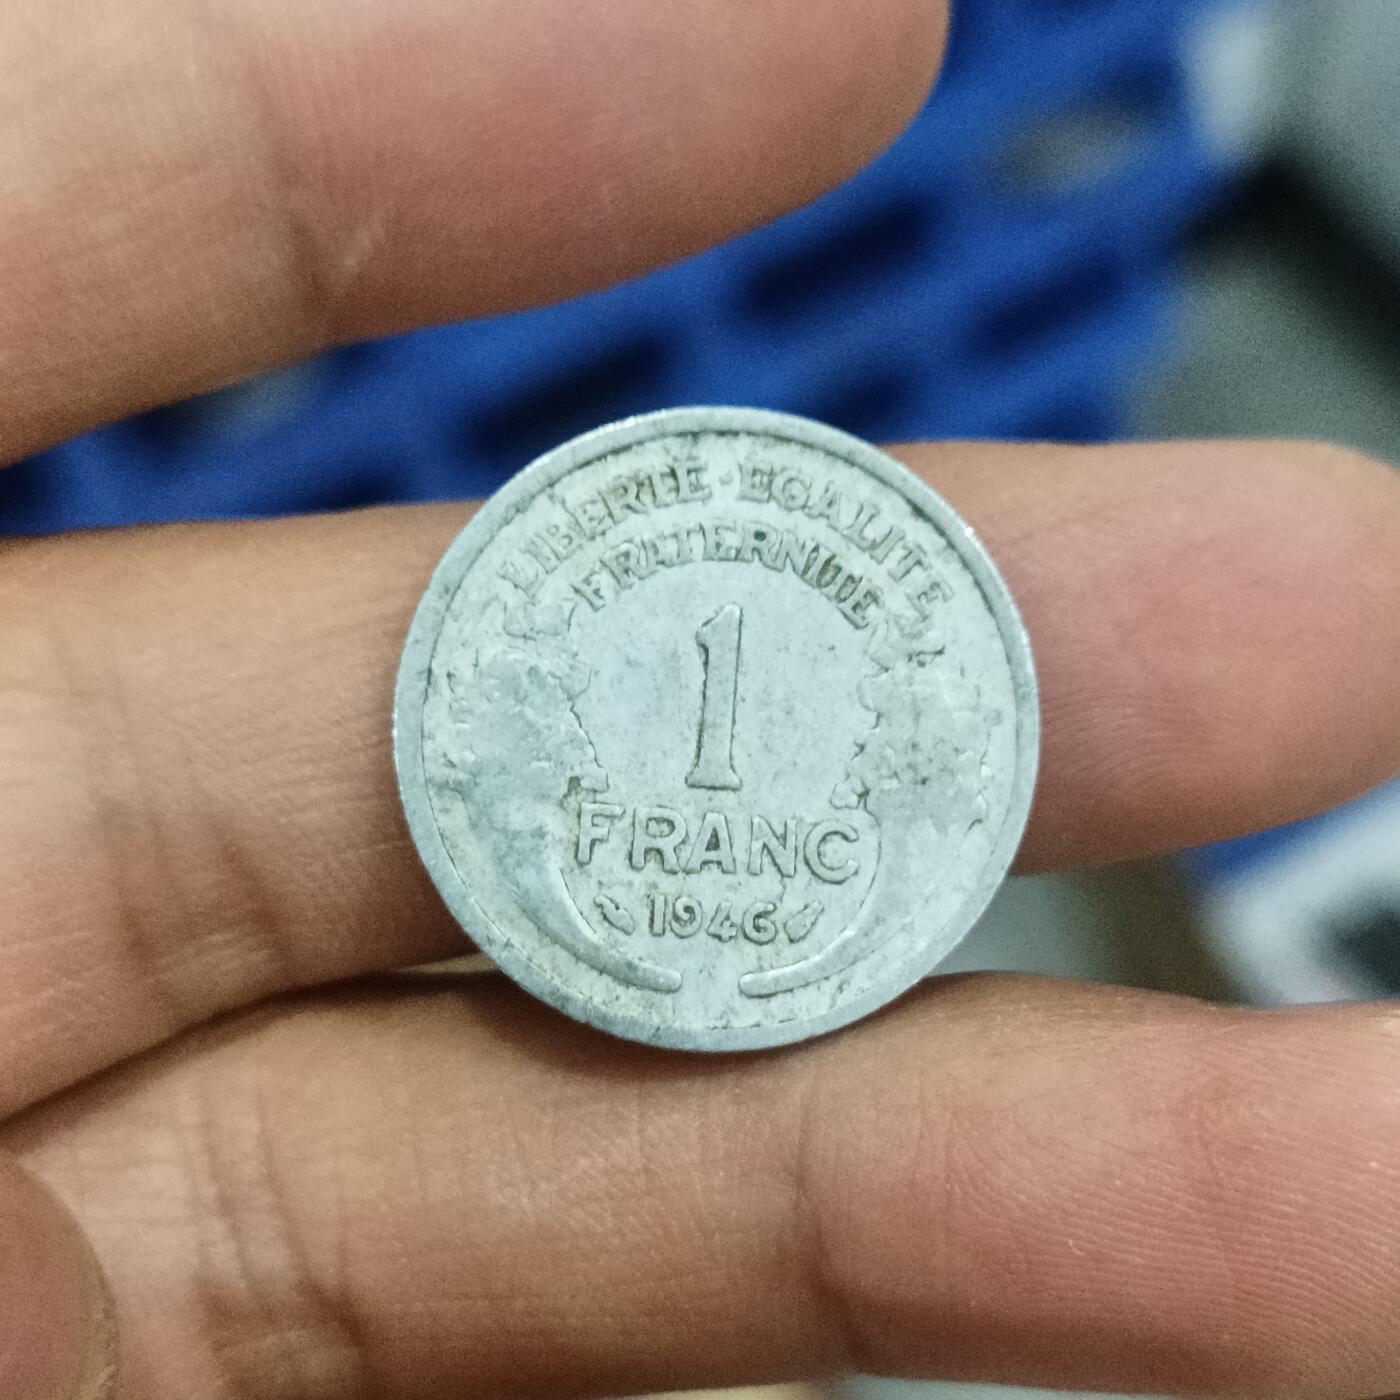 LIBERTE · EGALITE
FRATERNITE
1
FRANC
1946